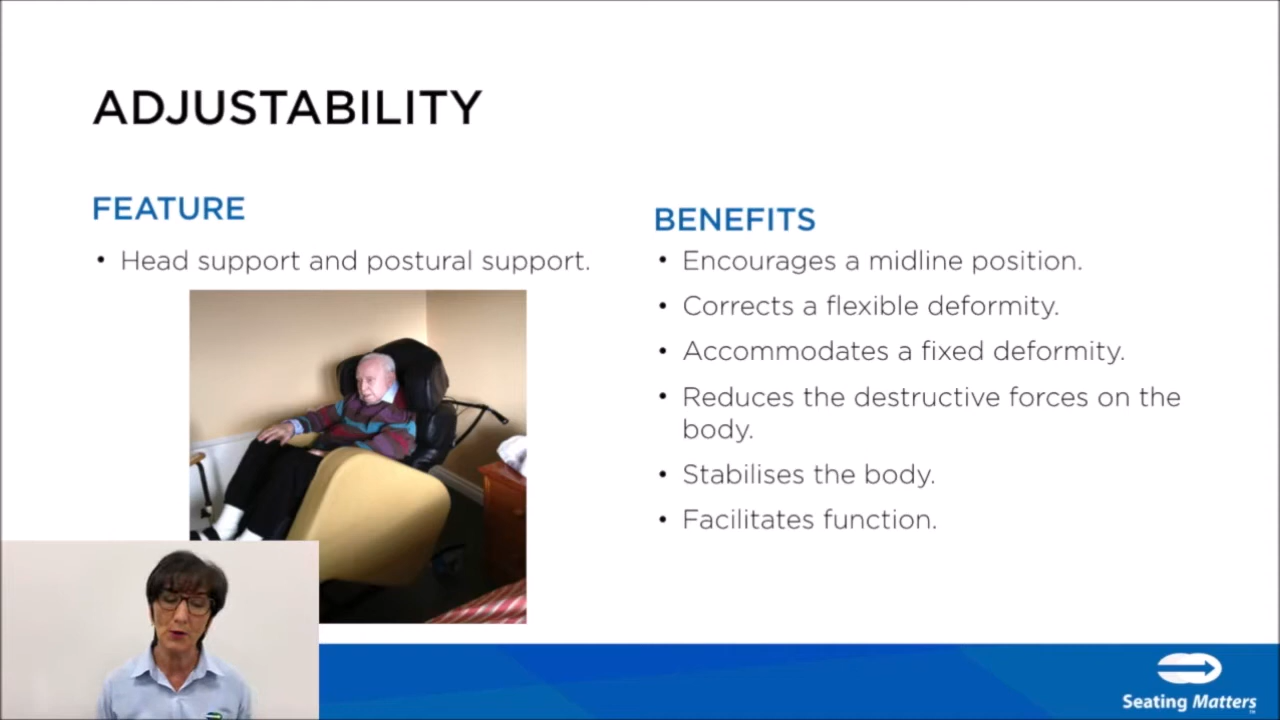 ADJUSTABILITY
FEATURE
• Head support and postural support.
BENEFITS
• Encourages a midline position.
• Corrects a flexible deformity.
• Accommodates a fixed deformity.
• Reduces the destructive forces on the
body.
• Stabilises the body.
• Facilitates function.
Seating Matters™